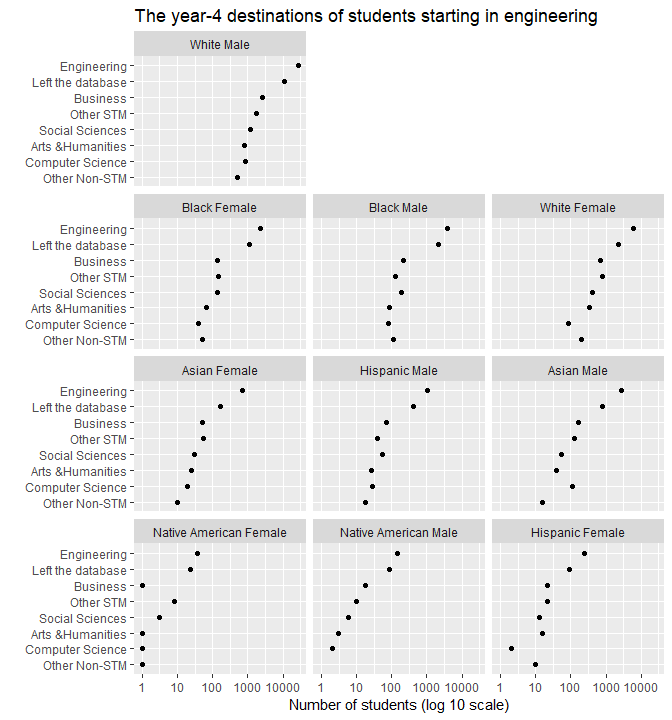 The year-4 destinations of students starting in engineering
White Male
Engineering
Left the database
Business
Other STM
Social Sciences
Arts &Humanities
Computer Science
Other Non-STM
Black Female
Black Male
White Female
Engineering
Left the database
Business
Other STM
Social Sciences
Arts &Humanities
Computer Science
Other Non-STM
Asian Female
Hispanic Male
Asian Male
Engineering
Left the database
Business
Other STM
Social Sciences
Arts &Humanities
Computer Science
Other Non-STM
Native American Female
Native American Male
Hispanic Female
Engineering
Left the database
Business
Other STM
Social Sciences
Arts &Humanities
Computer Science
Other Non-STM
1 10 100 1000 10000 1 10 100 1000 10000 1 10 100 1000 10000
Number of students (log 10 scale)